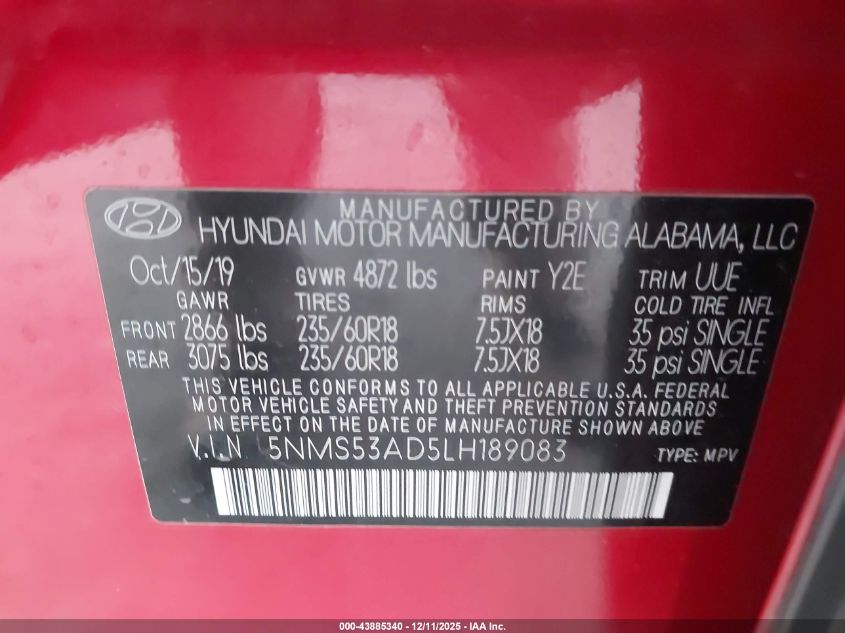 MANUFACTURED BY
HYUNDAI MOTOR MANUFACTURING ALABAMA, LLC
Oct/15/19 GVWR 4872 lbs PAINT Y2E TRIM UUE
GAWR TIRES RIMS COLD TIRE INFL
FRONT 2866 lbs 235/60R18 7.5JX18 35 psi SINGLE
REAR 3075 lbs 235/60R18 7.5JX18 35 psi SINGLE
THIS VEHICLE CONFORMS TO ALL APPLICABLE U.S.A. FEDERAL
MOTOR VEHICLE SAFETY AND THEFT PREVENTION STANDARDS
IN EFFECT ON THE DATE OF MANUFACTURE SHOWN ABOVE
V.I.N 5NMS53AD5LH189083 TYPE: MPV
000-43885340 - 12/11/2025 - IAA Inc.